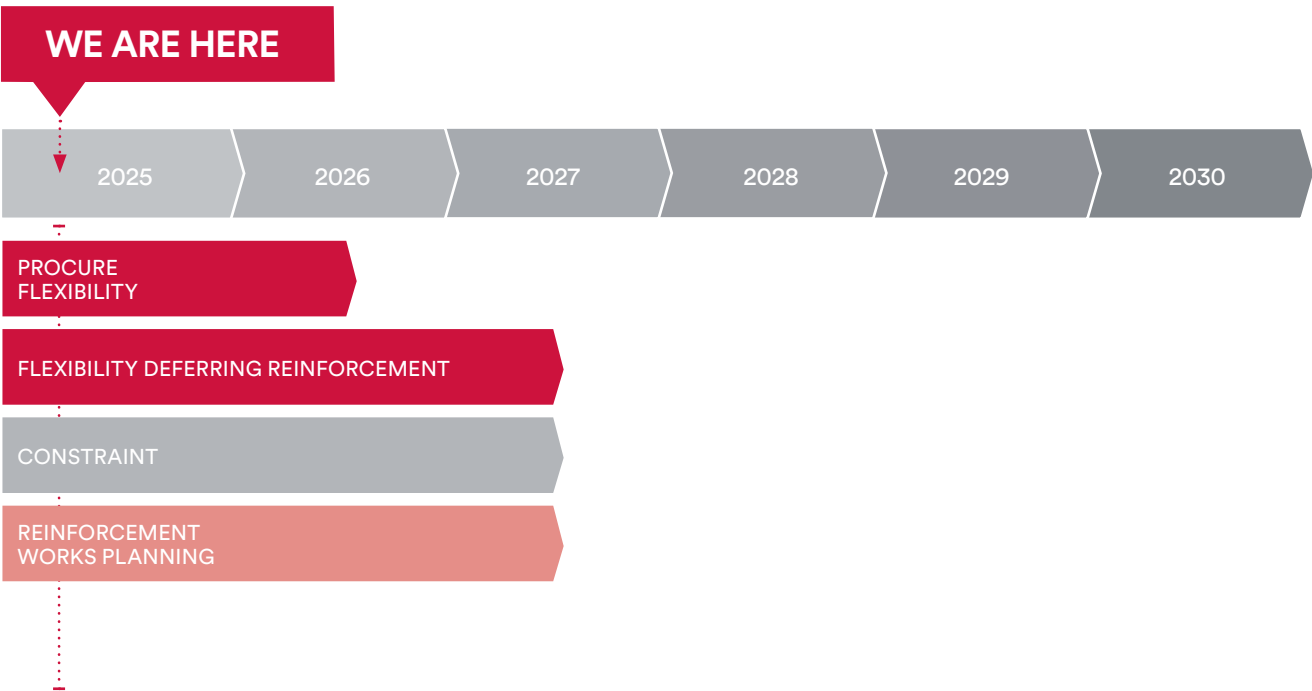 WE ARE HERE
2025
2026
2027
2028
2029
2030
PROCURE
FLEXIBILITY
FLEXIBILITY DEFERRING REINFORCEMENT
CONSTRAINT
REINFORCEMENT
WORKS PLANNING